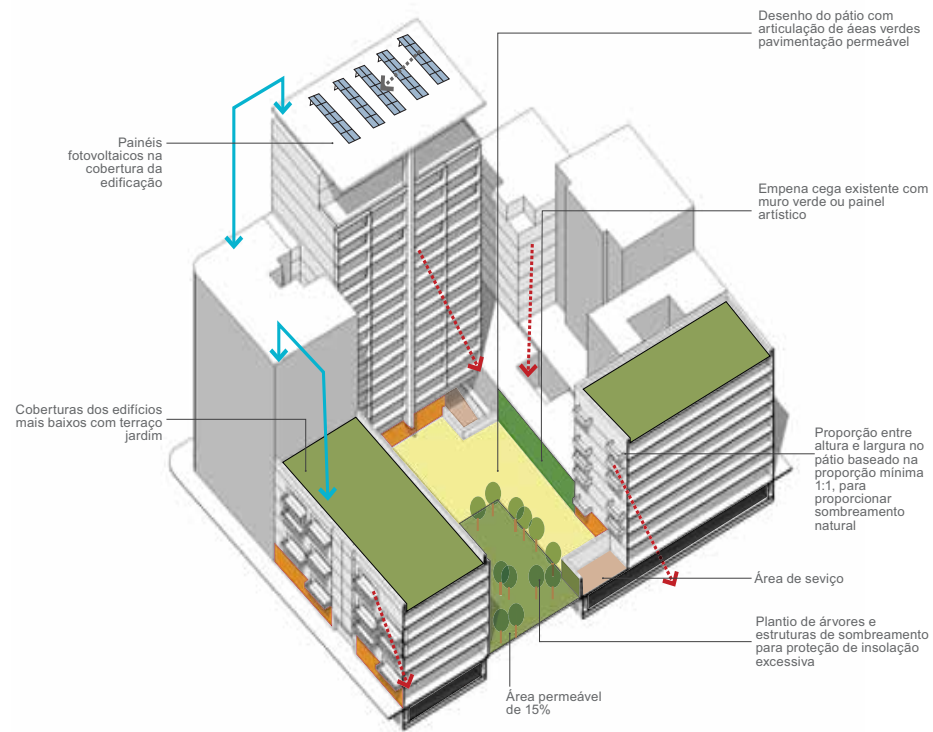 Desenho do pátio com
articulação de áeas verdes
pavimentação permeável
Painéis
fotovoltaicos na
cobertura da
edificação
Empena cega existente com
muro verde ou painel
artístico
Coberturas dos edifícios
mais baixos com terraço
jardim
Proporção entre
altura e largura no
pátio baseado na
proporção mínima
1:1, para
proporcionar
sombreamento
natural
Área de seviço
Plantio de árvores e
estruturas de sombreamento
para proteção de insolação
excessiva
Área permeável
de 15%